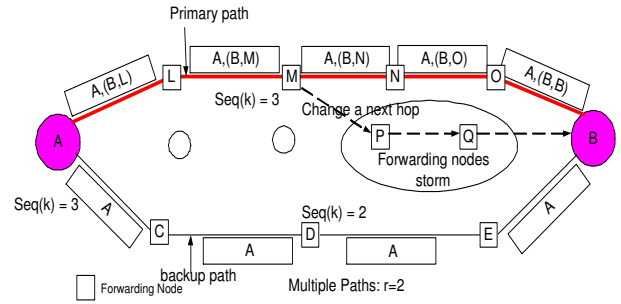 Primary path
A,(B,M)
A,(B,N)
A,(B,O)
A,(B,L)
A,(B,B)
L
M
N
O
Seq(k) = 3
Change a next hop
A
P
Q
B
Forwarding nodes
storm
Seq(k) = 3
A
C
Seq(k) = 2
D
E
A
A
A
backup path
Forwarding Node
Multiple Paths: r=2